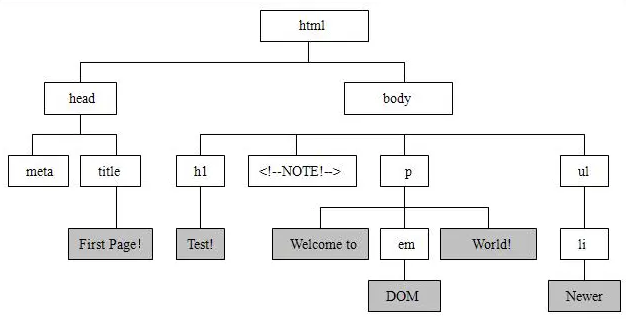 html
head
body
meta
title
h1
<!--NOTE!-->
p
ul
First Page!
Test!
Welcome to
em
World!
li
DOM
Newer